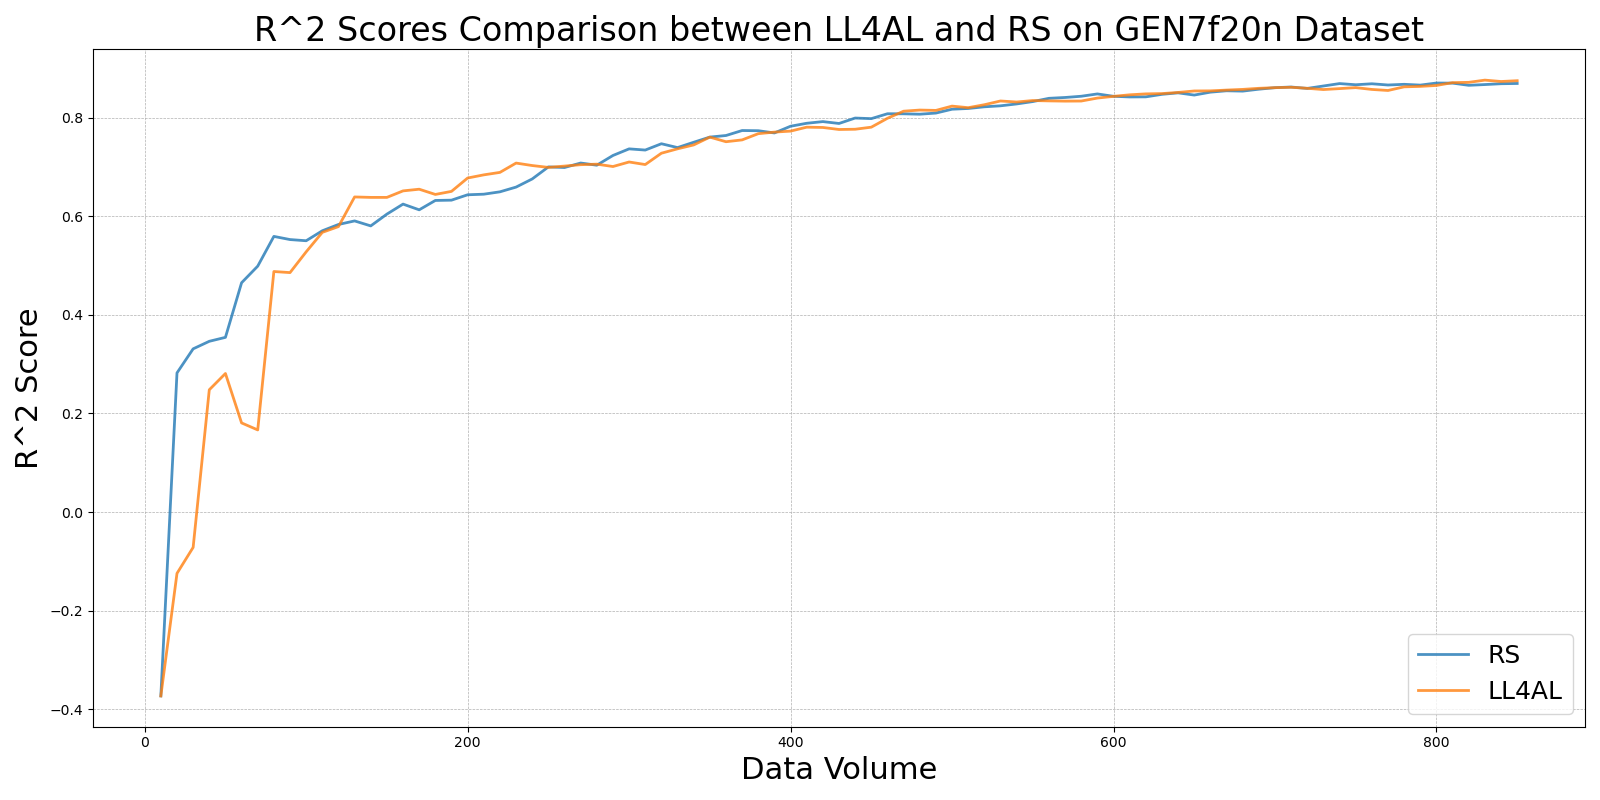 R^2 Scores Comparison between LL4AL and RS on GEN7f20n Dataset
R^2 Score
0.8
0.6
0.4
0.2
0.0
−0.2
−0.4
0 200 400 600 800
Data Volume
RS
LL4AL